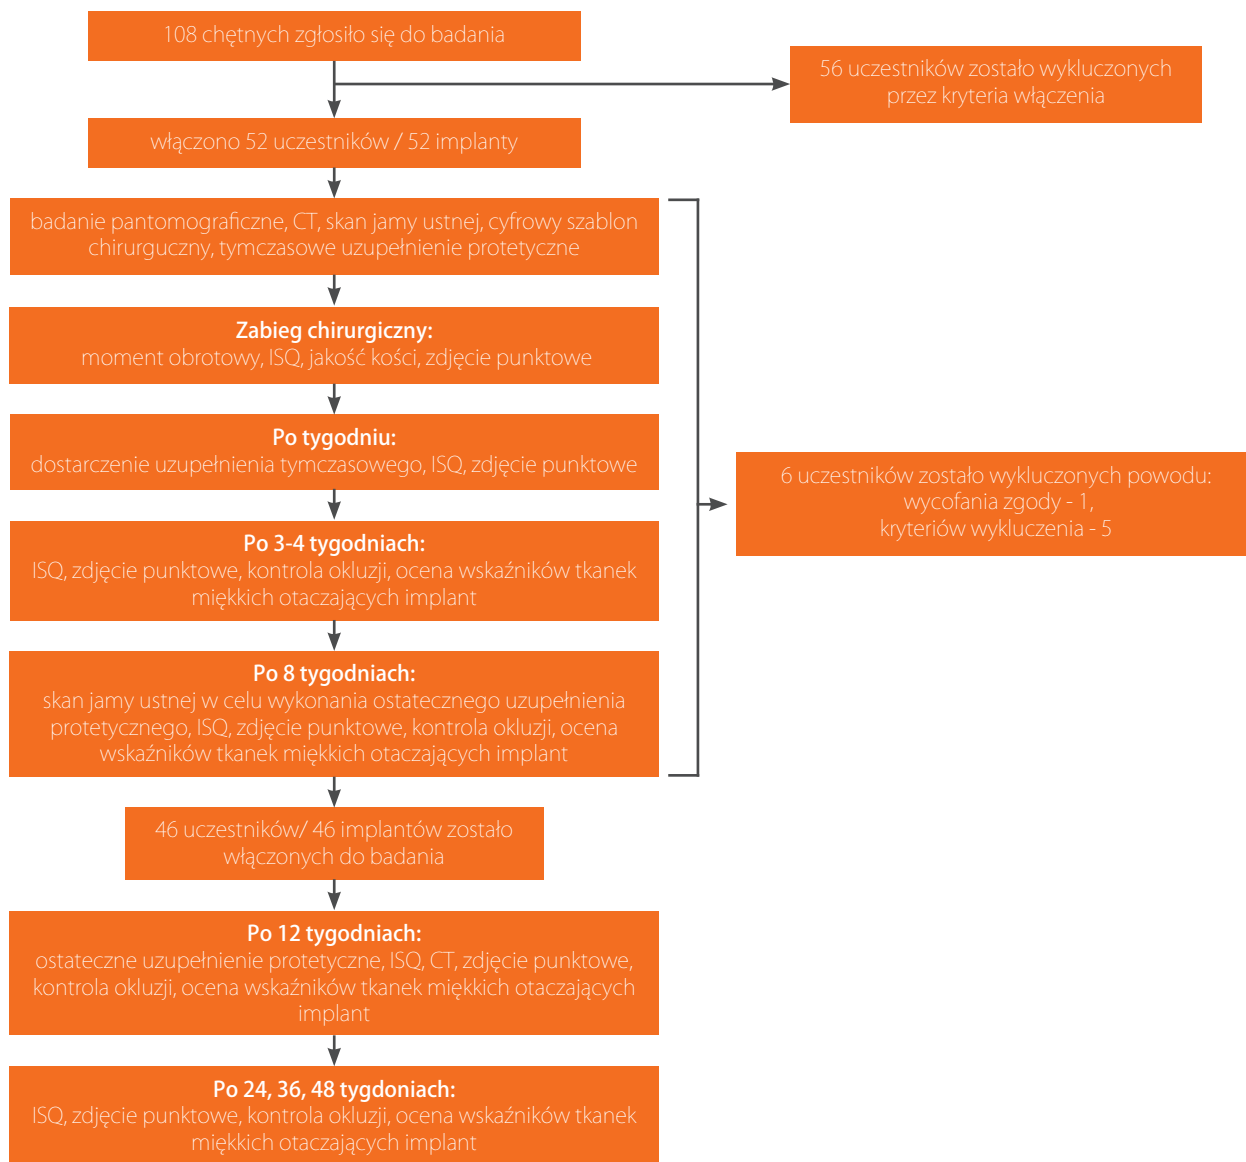 108 chętnych zgłosiło się do badania
56 uczestników zostało wykluczonych
przez kryteria włączenia
włączono 52 uczestników / 52 implanty
badanie pantomograficzne, CT, skan jamy ustnej, cyfrowy szablon
chirurguczny, tymczasowe uzupełnienie protetyczne
Zabieg chirurgiczny:
moment obrotowy, ISQ, jakość kości, zdjęcie punktowe
Po tygodniu:
dostarczenie uzupełnienia tymczasowego, ISQ, zdjęcie punktowe
6 uczestników zostało wykluczonych powodu:
wycofania zgody - 1,
kryteriów wykluczenia - 5
Po 3-4 tygodniach:
ISQ, zdjęcie punktowe, kontrola okluzji, ocena wskaźników tkanek
miękkich otaczających implant
Po 8 tygodniach:
skan jamy ustnej w celu wykonania ostatecznego uzupełnienia
protetycznego, ISQ, zdjęcie punktowe, kontrola okluzji, ocena
wskaźników tkanek miękkich otaczających implant
46 uczestników/ 46 implantów zostało
włączonych do badania
Po 12 tygodniach:
ostateczne uzupełnienie protetyczne, ISQ, CT, zdjęcie punktowe,
kontrola okluzji, ocena wskaźników tkanek miękkich otaczających
implant
Po 24, 36, 48 tygdoniach:
ISQ, zdjęcie punktowe, kontrola okluzji, ocena wskaźników tkanek
miękkich otaczających implant